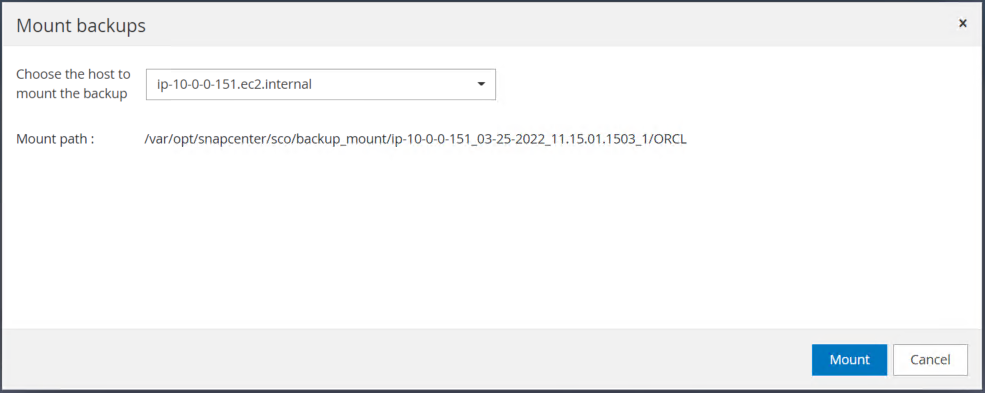 Mount backups
x
Choose the host to
mount the backup
ip-10-0-0-151.ec2.internal
Mount path :
/var/opt/snapcenter/sco/backup_mount/ip-10-0-0-151_03-25-2022_11.15.01.1503_1/ORCL
Mount
Cancel